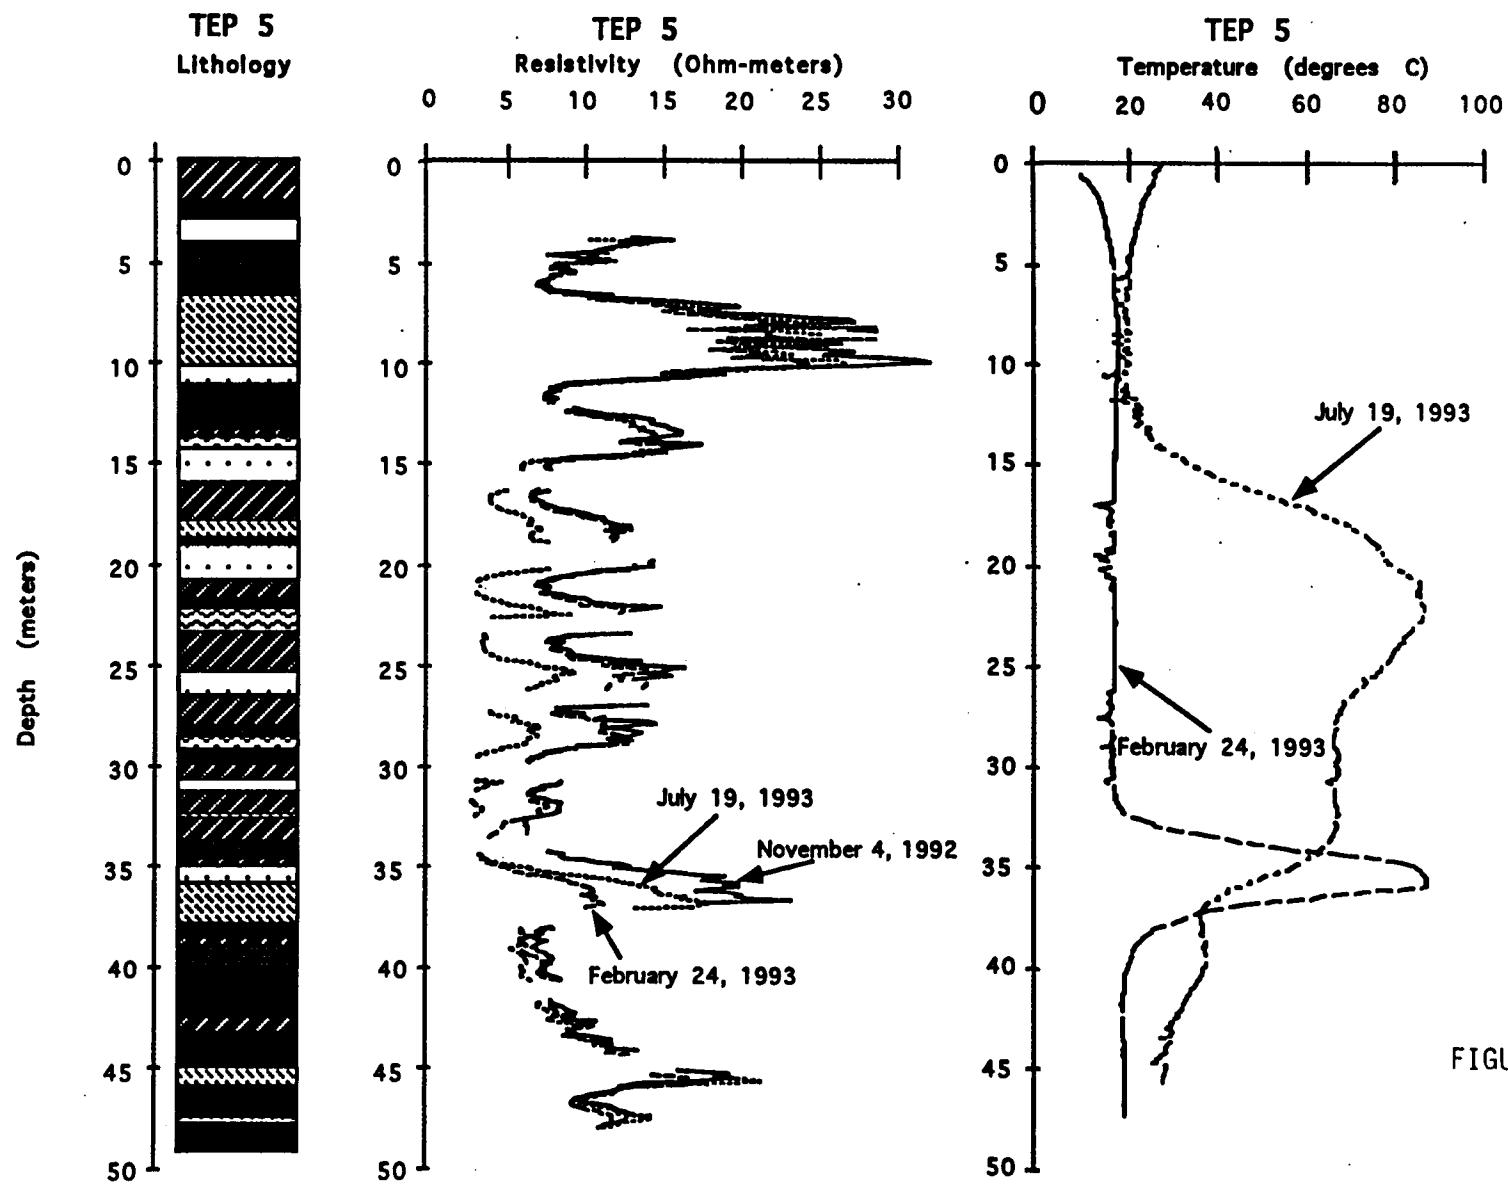 TEP 5
Lithology
TEP 5
Resistivity (Ohm-meters)
TEP 5
Temperature (degrees C)
0 5 10 15 20 25 30
0 20 40 60 80 100
Depth (meters)
0
5
10
15
20
25
30
35
40
45
50
0
5
10
15
20
25
30
35
40
45
50
July 19, 1993
November 4, 1992
February 24, 1993
0
5
10
15
20
25
30
35
40
45
50
July 19, 1993
February 24, 1993
FIGU